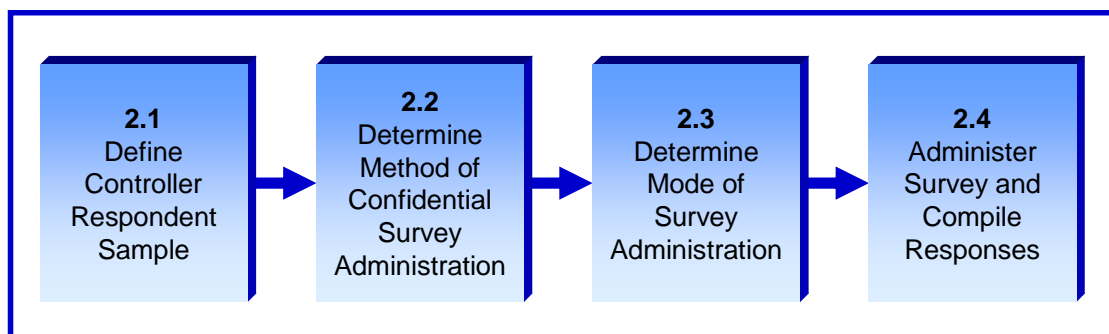 2.1
Define
Controller
Respondent
Sample
2.2
Determine
Method of
Confidential
Survey
Administration
2.3
Determine
Mode of
Survey
Administration
2.4
Administer
Survey and
Compile
Responses